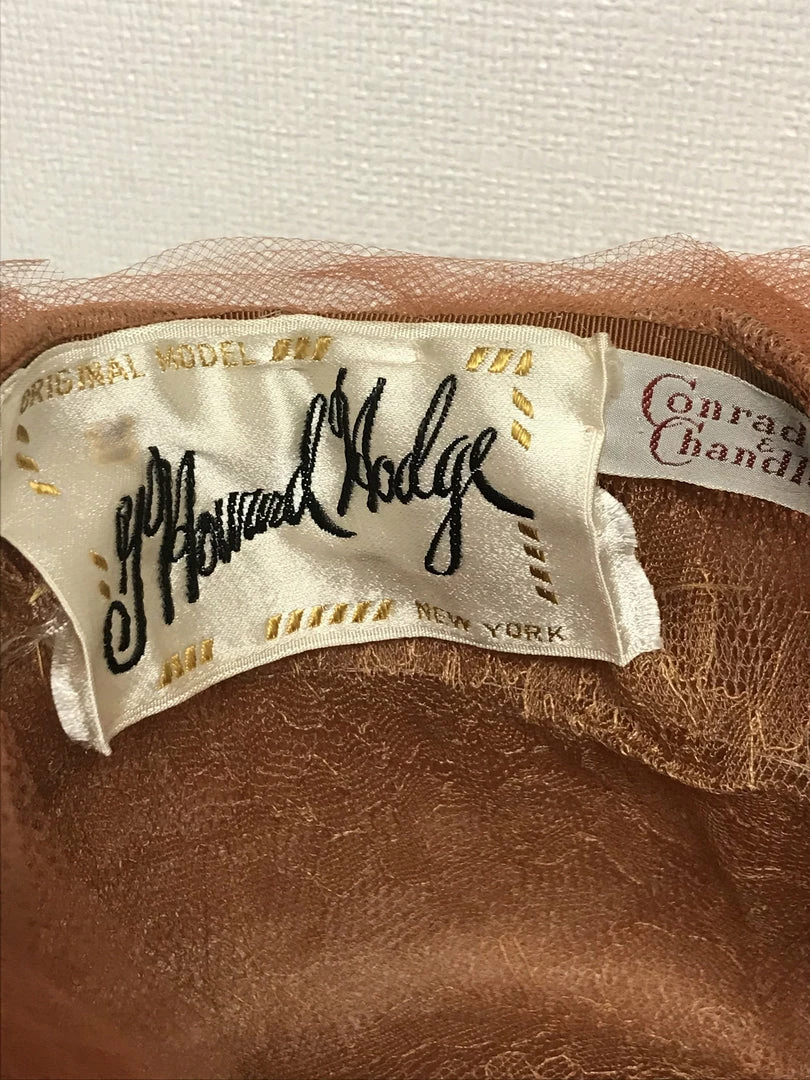 ORIGINAL MODEL
G Howard Hodge
NEW YORK
Conrad
&
Chandl